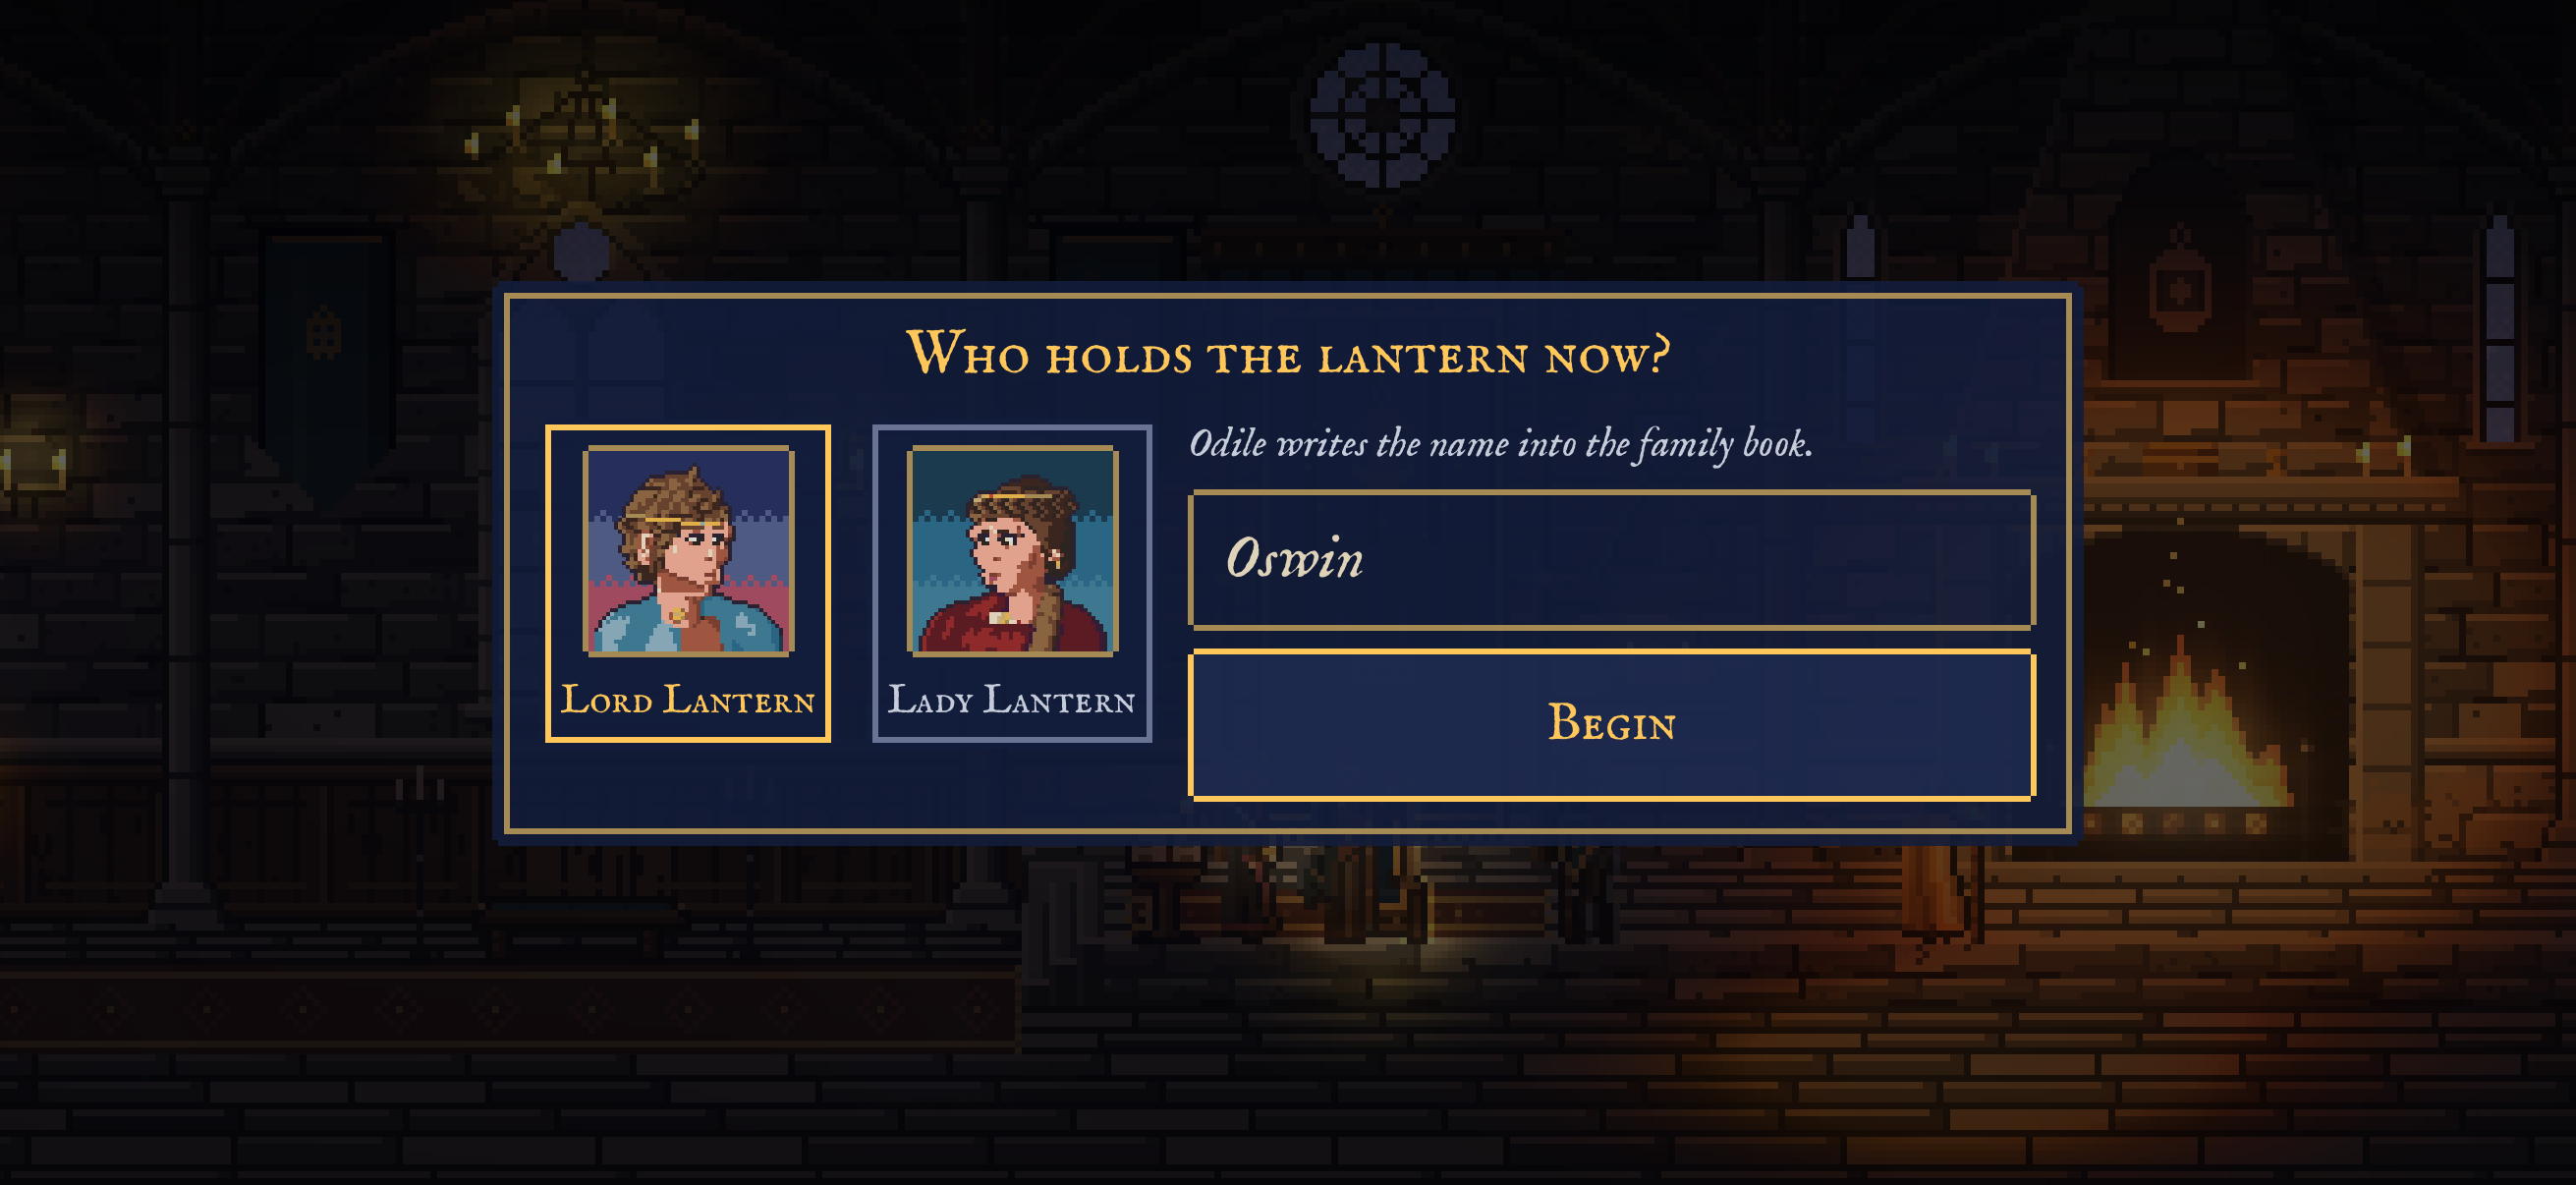 Who holds the lantern now?
Odile writes the name into the family book.
Oswin
Lord Lantern
Lady Lantern
Begin